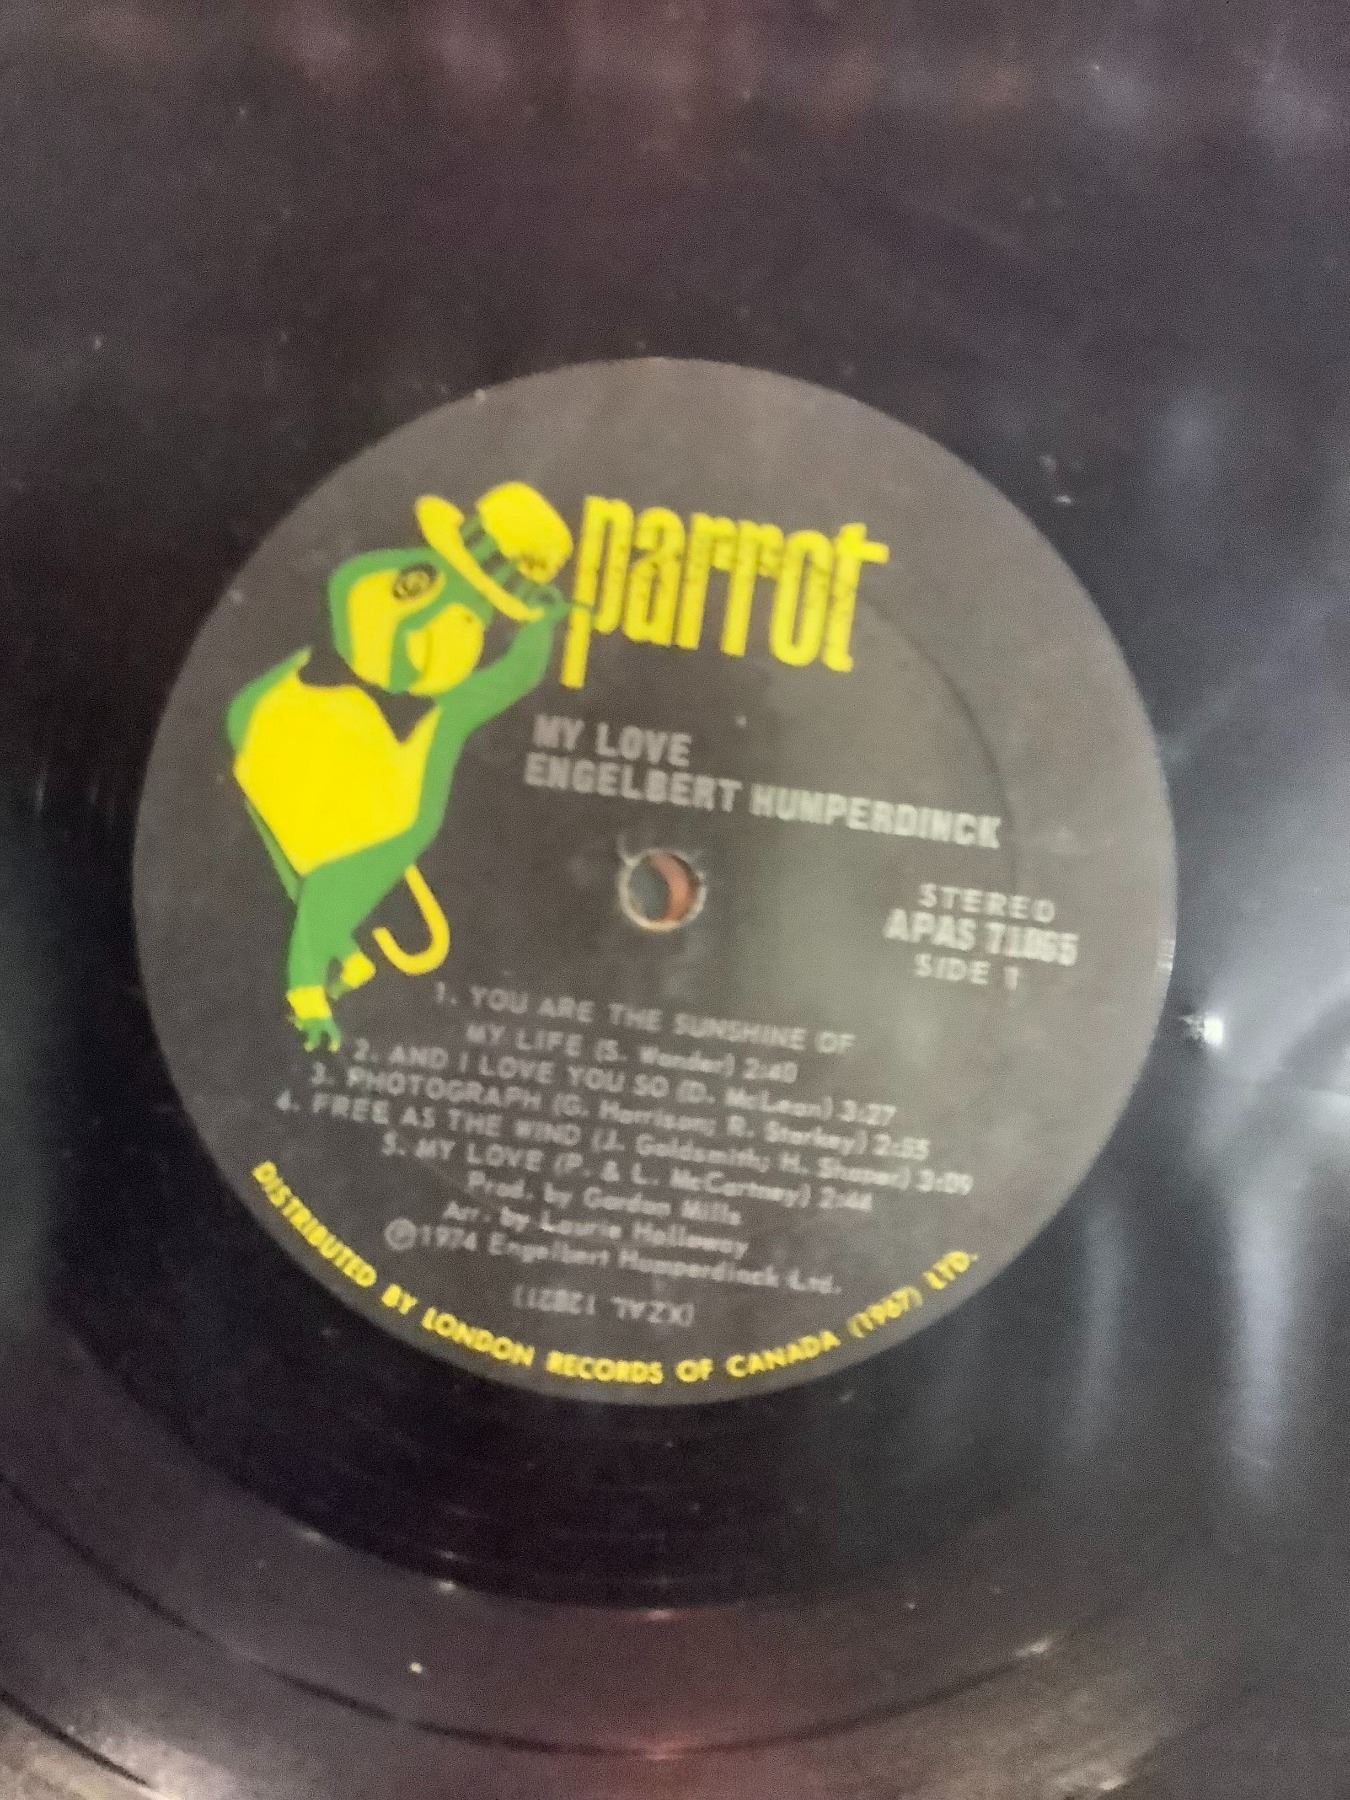 parrot
MY LOVE
ENGELBERT HUMPERDINCK
STEREO
APAS 71065
SIDE 1
1. YOU ARE THE SUNSHINE OF
MY LIFE (S. Wonder) 2:40
2. AND I LOVE YOU SO (D. McLean) 3:27
3. PHOTOGRAPH (G. Harrison; R. Starkey) 2:55
4. FREE AS THE WIND (J. Goldsmith; H. Shaper) 3:09
5. MY LOVE (P. & L. McCartney) 2:44
Prod. by Gordon Mills
Arr. by Laurie Holloway
Ⓟ1974 Engelbert Humperdinck Ltd.
(XZAL 12821)
DISTRIBUTED BY LONDON RECORDS OF CANADA (1967) LTD.